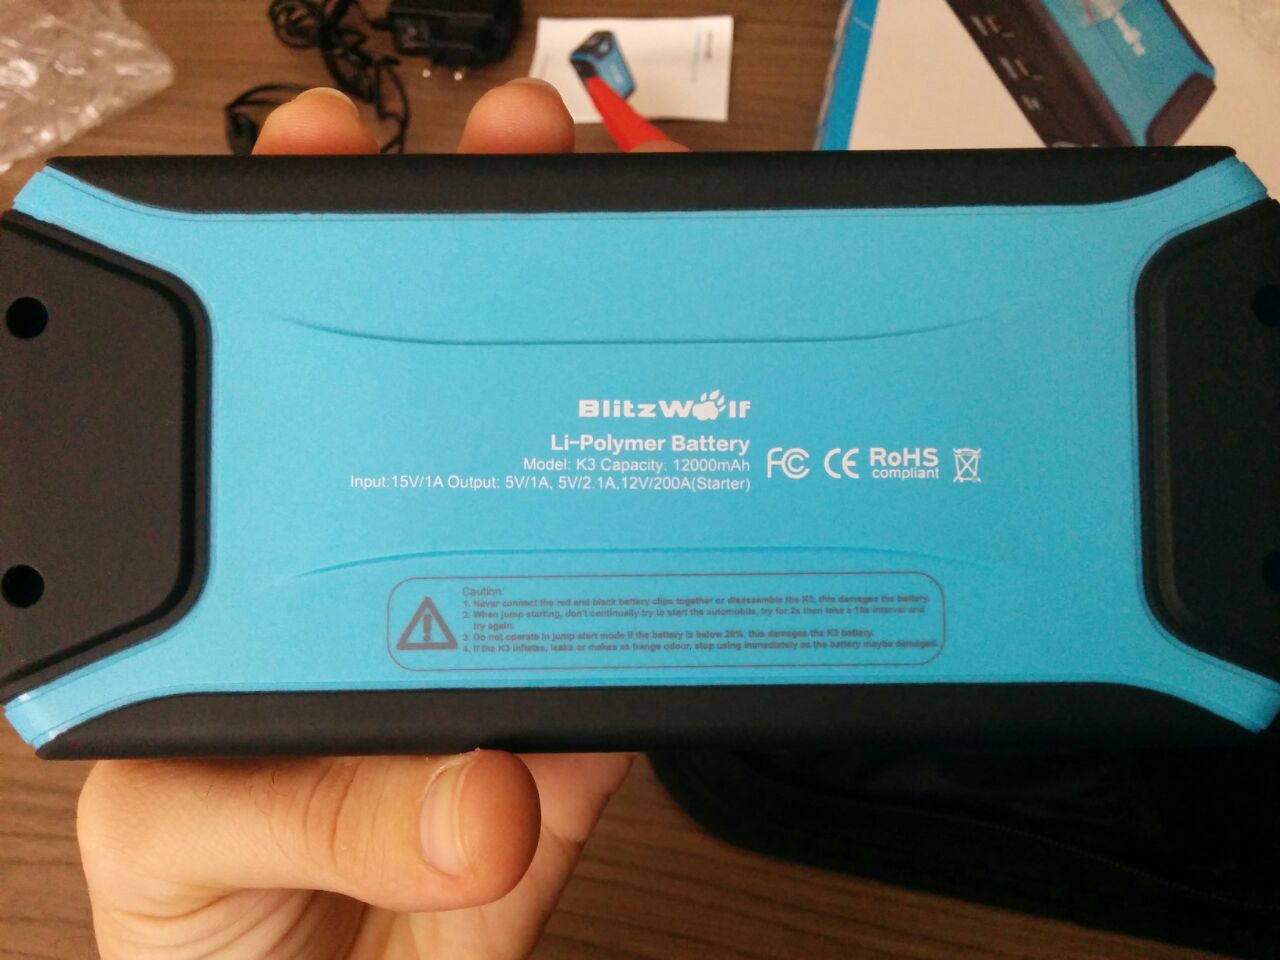 BlitzWolf
Li-Polymer Battery
Model: K3 Capacity: 12000mAh
Input:15V/1A Output: 5V/1A, 5V/2.1A,12V/200A(Starter)
FC CE RoHS
compliant
Caution:
1. Never connect the red and black battery clips together or disassemble the K3, this damages the battery.
2. When jump starting, don't continually try to start the automobile, try for 2s then take a 10s interval and
try again.
3. Do not operate in jump start mode if the battery is below 20%, this damages the K3 battery.
4. If the K3 inflates, leaks or makes as trange odour, stop using immediately as the battery maybe damaged.